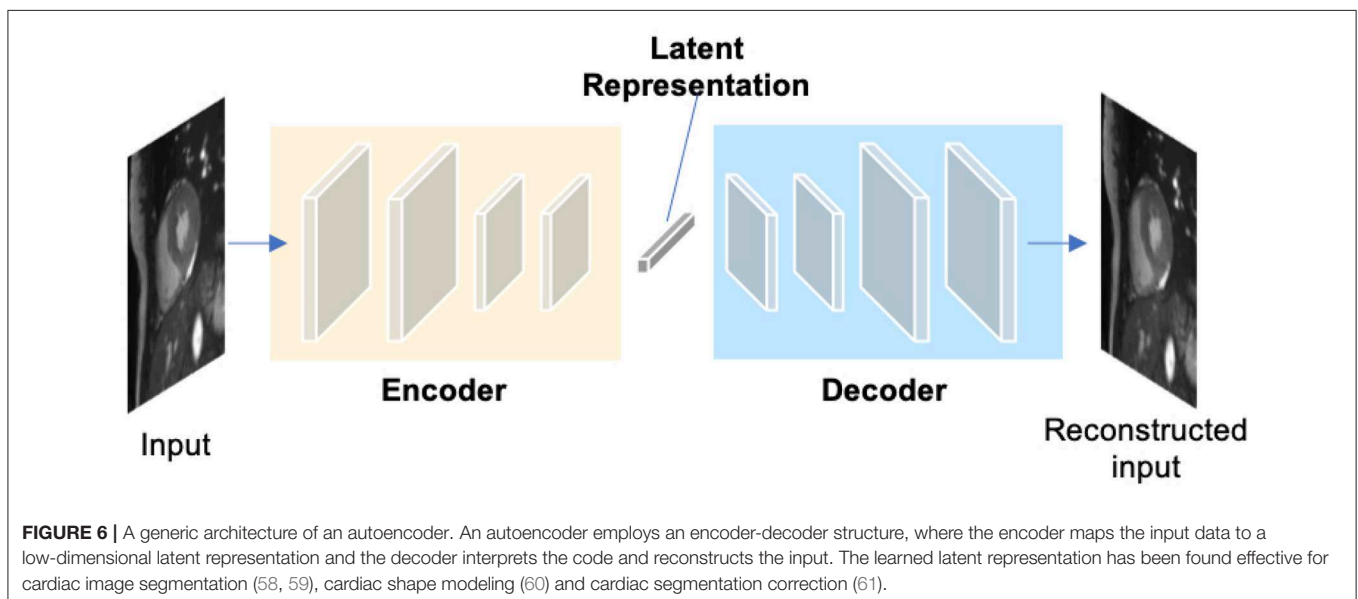 Latent
Representation
Encoder
Decoder
Input
Reconstructed
input
FIGURE 6 | A generic architecture of an autoencoder. An autoencoder employs an encoder-decoder structure, where the encoder maps the input data to a
low-dimensional latent representation and the decoder interprets the code and reconstructs the input. The learned latent representation has been found effective for
cardiac image segmentation (58, 59), cardiac shape modeling (60) and cardiac segmentation correction (61).